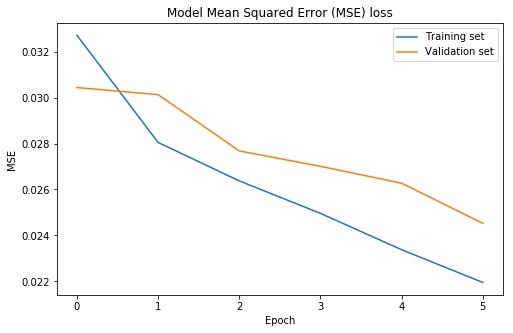 Model Mean Squared Error (MSE) loss
Training set
Validation set
0.032
0.030
0.028
0.026
0.024
0.022
MSE
0 1 2 3 4 5
Epoch